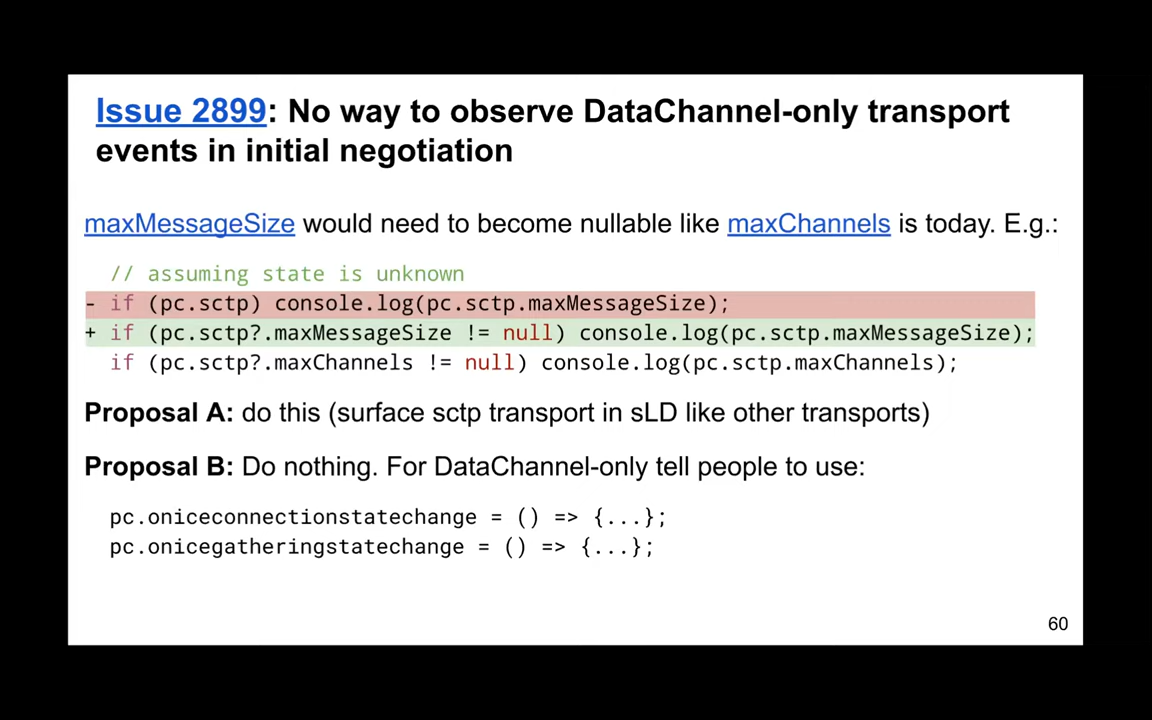 Issue 2899: No way to observe DataChannel-only transport
events in initial negotiation
maxMessageSize would need to become nullable like maxChannels is today. E.g.:
// assuming state is unknown
- if (pc.sctp) console.log(pc.sctp.maxMessageSize);
+ if (pc.sctp?.maxMessageSize != null) console.log(pc.sctp.maxMessageSize);
if (pc.sctp?.maxChannels != null) console.log(pc.sctp.maxChannels);
Proposal A: do this (surface sctp transport in sLD like other transports)
Proposal B: Do nothing. For DataChannel-only tell people to use:
pc.oniceconnectionstatechange = () => {...};
pc.onicegatheringstatechange = () => {...};
60